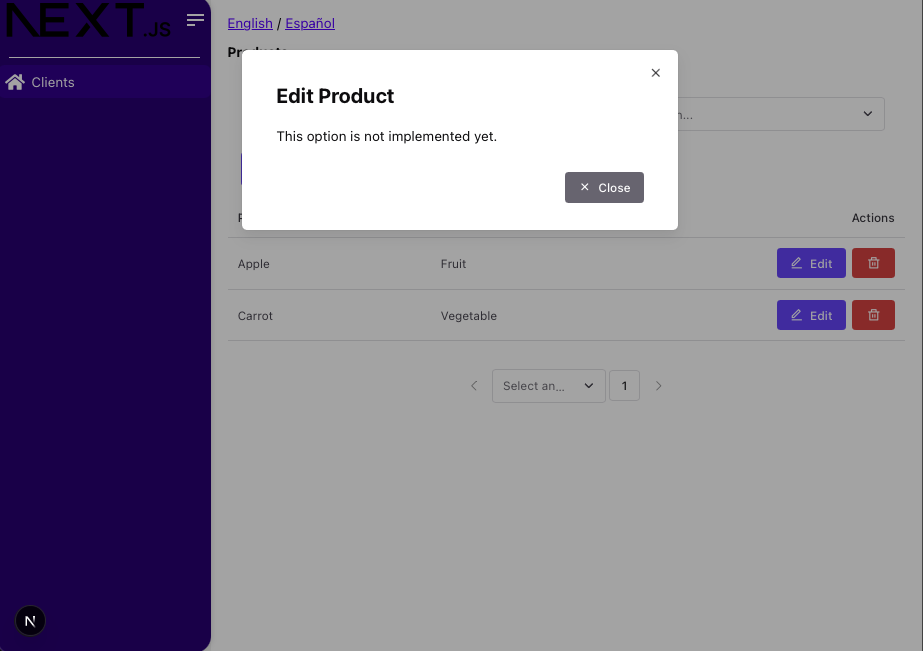 NEXT.JS
Clients
English / Español
Edit Product
This option is not implemented yet.
Close
Actions
Apple Fruit Edit
Carrot Vegetable Edit
Select an... 1
N